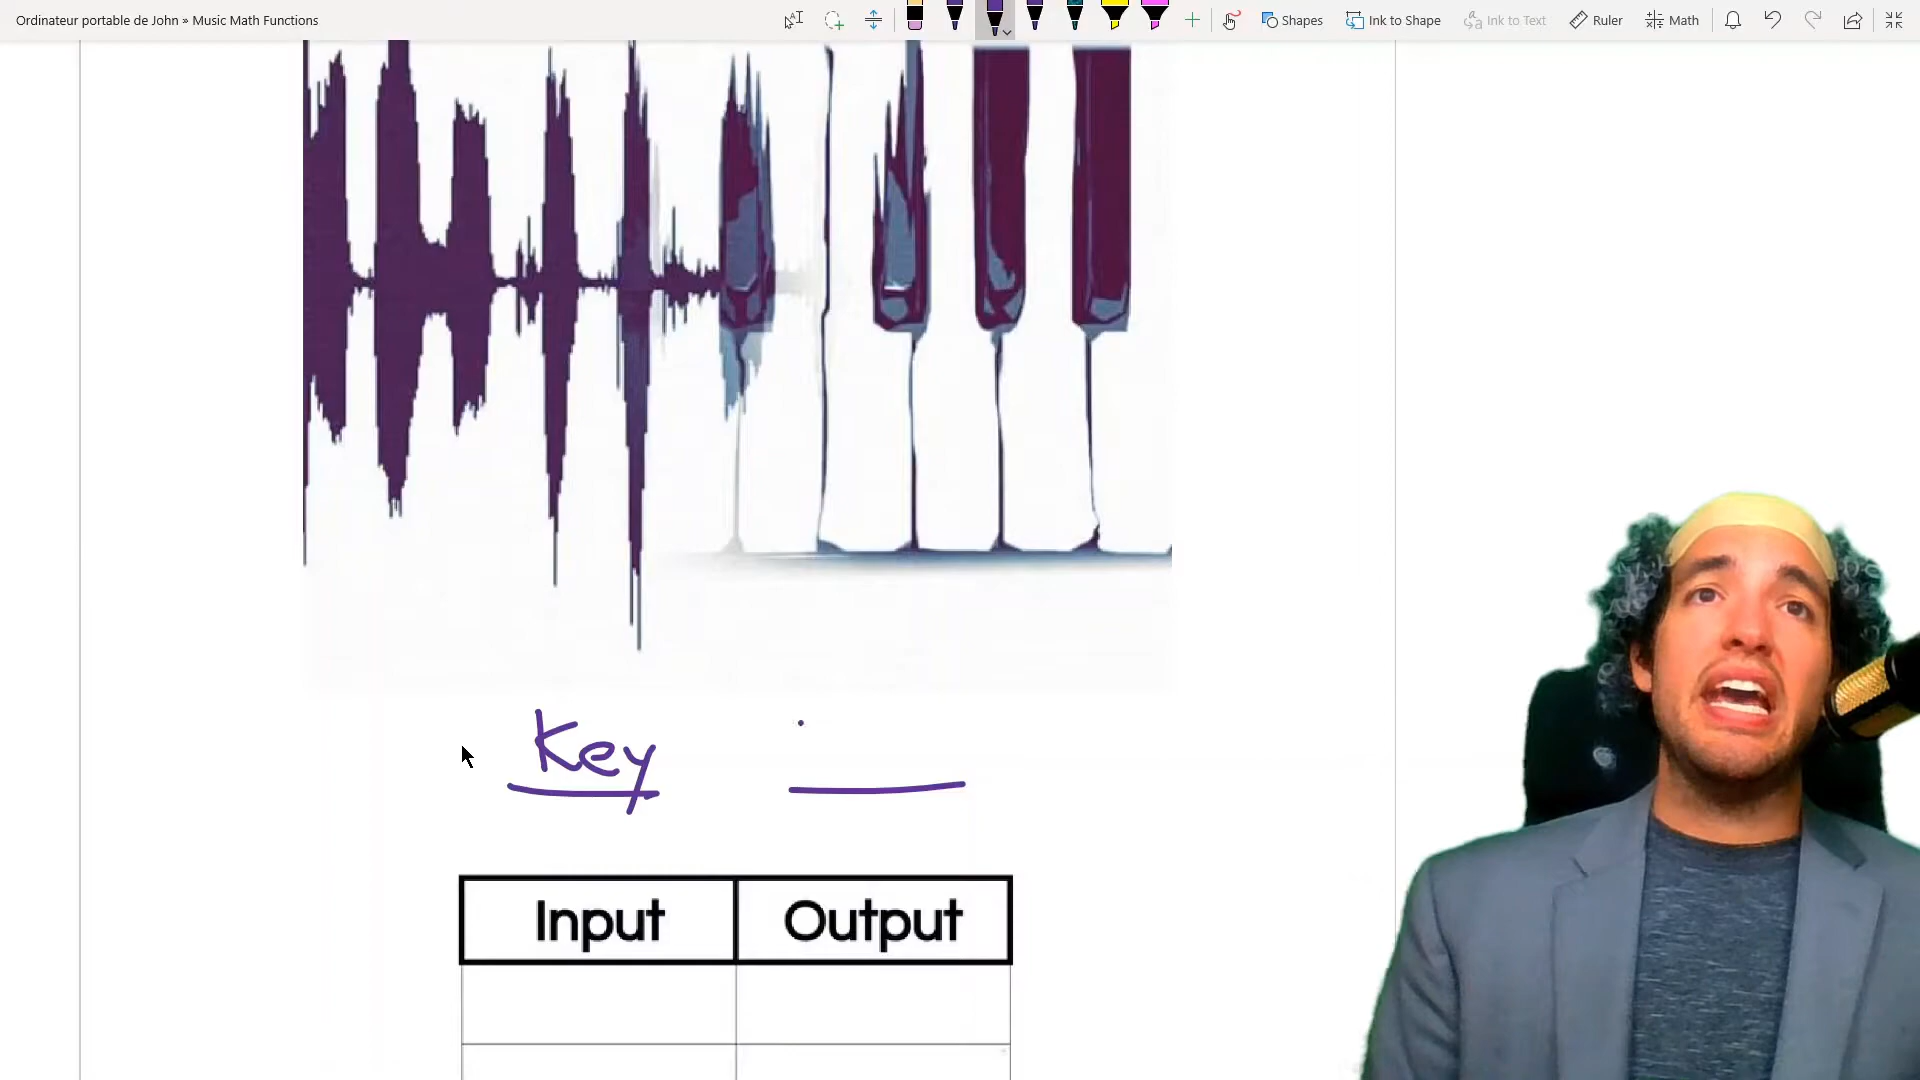 Ordinateur portable de John » Music Math Functions
Shapes
Ink to Shape
Ink to Text
Ruler
Math
Key
Input Output